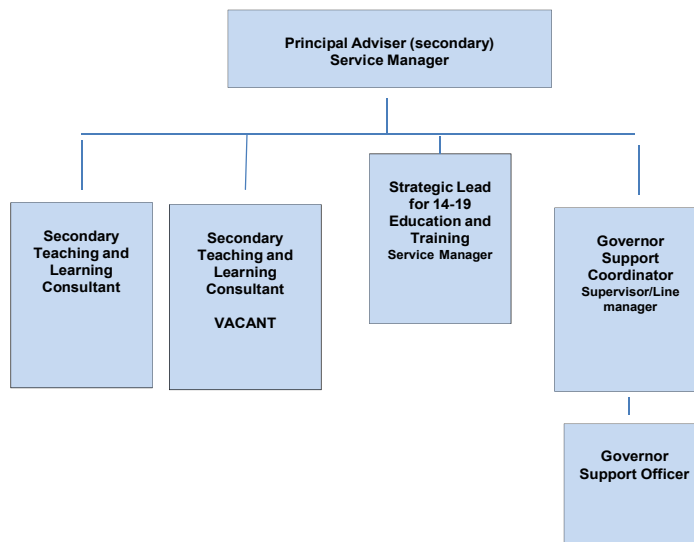 Principal Adviser (secondary)
Service Manager
Secondary
Teaching and
Learning
Consultant
Secondary
Teaching and
Learning
Consultant
VACANT
Strategic Lead
for 14-19
Education and
Training
Service Manager
Governor
Support
Coordinator
Supervisor/Line
manager
Governor
Support Officer